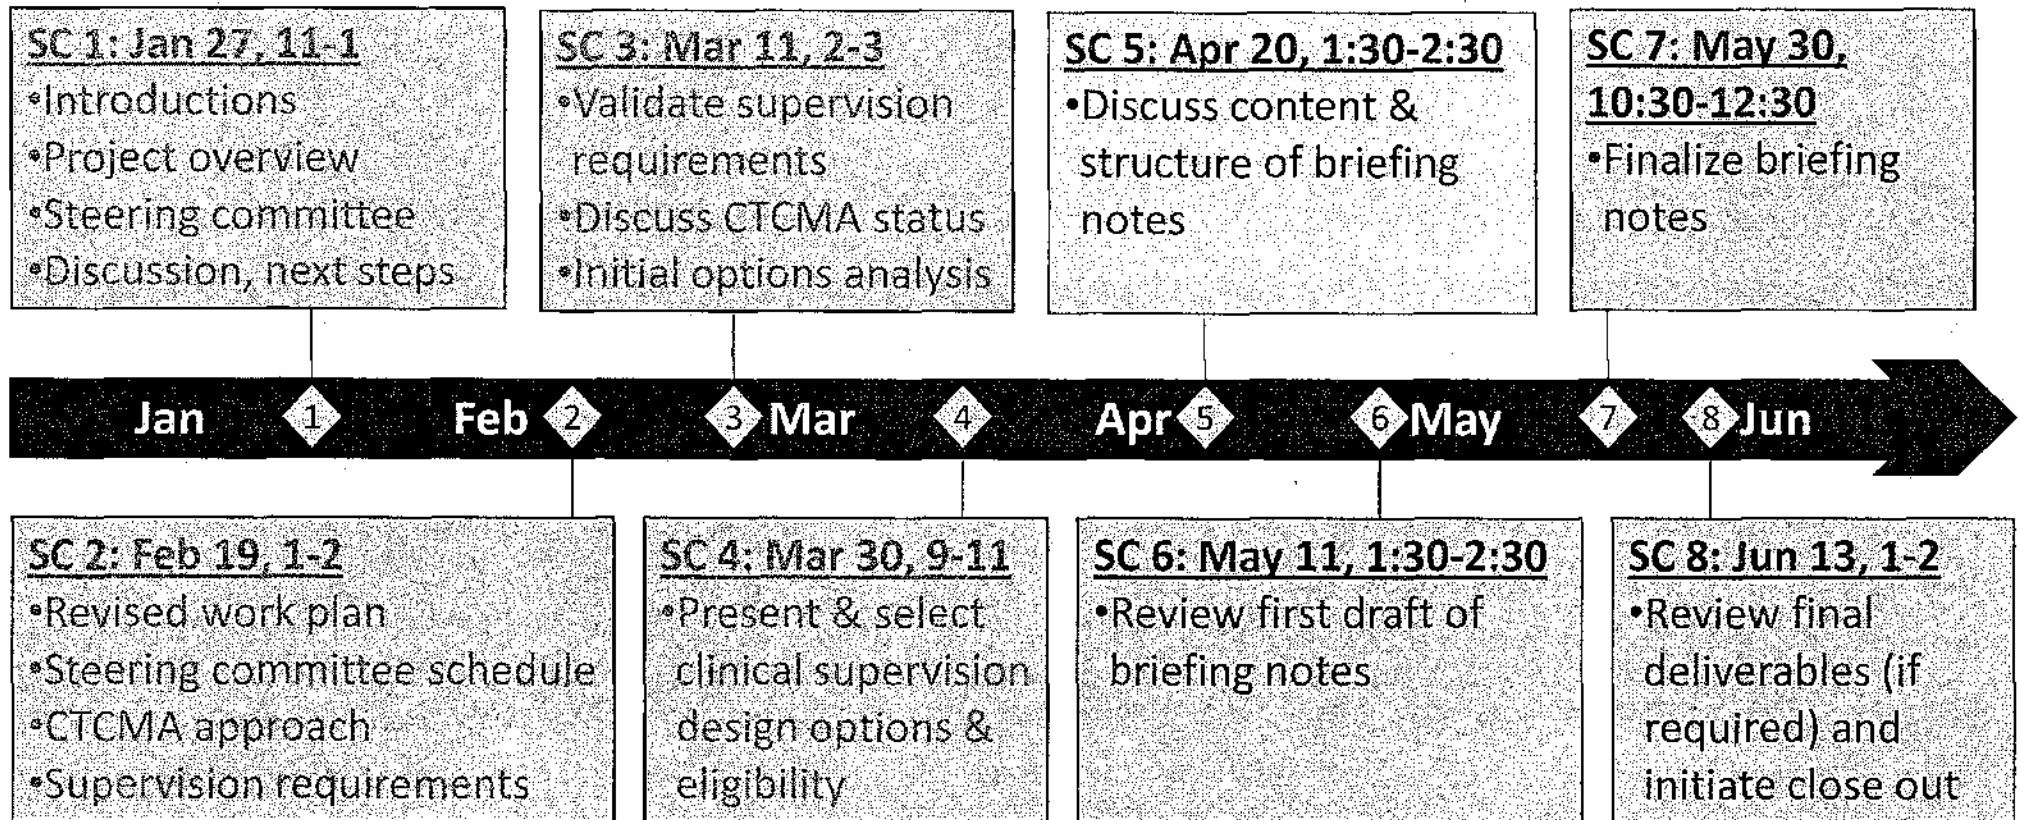 SC 1: Jan 27, 11-1
•Introductions
•Project overview
•Steering committee
•Discussion, next steps
SC 3: Mar 11, 2-3
•Validate supervision
requirements
•Discuss CTCMA status
•Initial options analysis
SC 5: Apr 20, 1:30-2:30
•Discuss content &
structure of briefing
notes
SC 7: May 30,
10:30-12:30
•Finalize briefing
notes
Jan 1 Feb 2 3 Mar 4 Apr 5 6 May 7 8 Jun
SC 2: Feb 19, 1-2
•Revised work plan
•Steering committee schedule
•CTCMA approach
•Supervision requirements
SC 4: Mar 30, 9-11
•Present & select
clinical supervision
design options &
eligibility
SC 6: May 11, 1:30-2:30
•Review first draft of
briefing notes
SC 8: Jun 13, 1-2
•Review final
deliverables (if
required) and
initiate close out